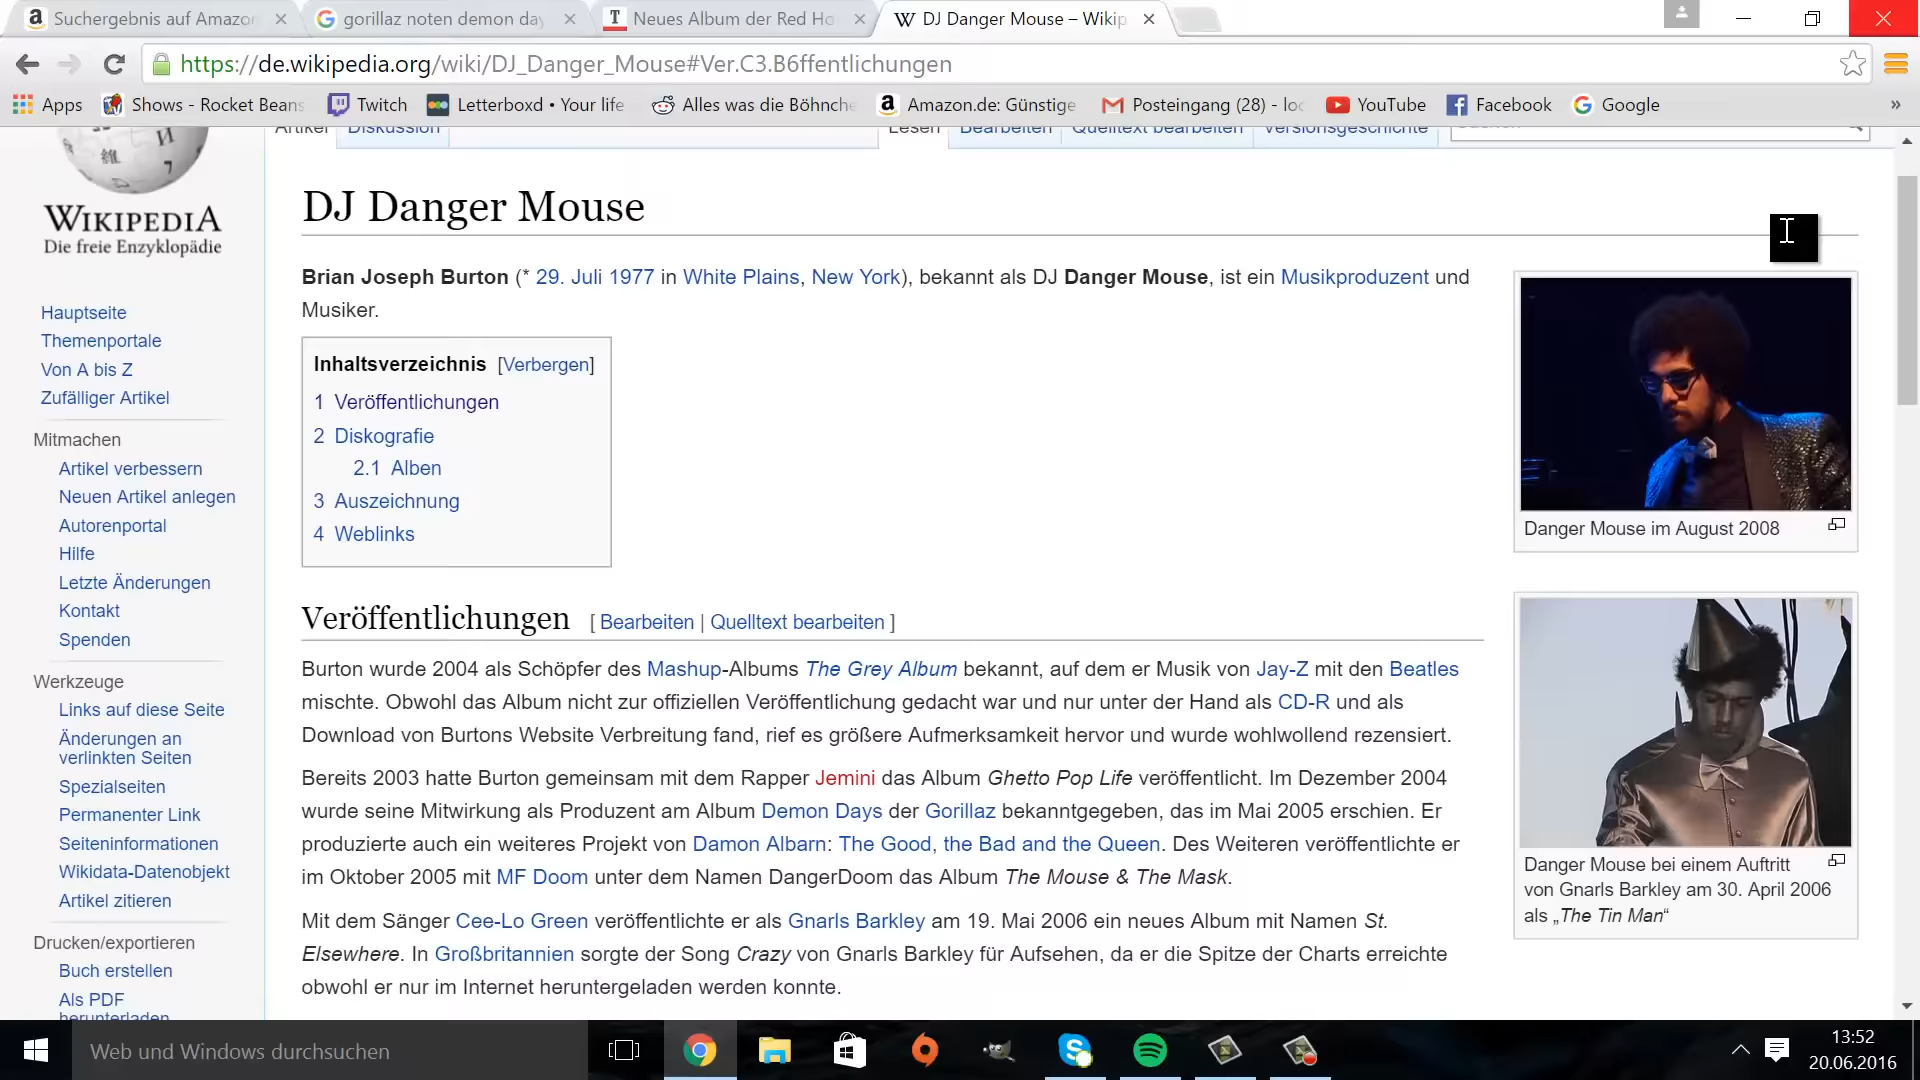 Suchergebnis auf Amazo
gorillaz noten demon day
Neues Album der Red Ho
DJ Danger Mouse – Wikip
https://de.wikipedia.org/wiki/DJ_Danger_Mouse#Ver.C3.B6ffentlichungen
Apps
Shows - Rocket Beans
Twitch
Letterboxd • Your life
Alles was die Böhnche
Amazon.de: Günstige
Posteingang (28) - loc
YouTube
Facebook
Google
»
Artikel
Diskussion
Lesen
Bearbeiten
Quelltext bearbeiten
Versionsgeschichte
WIKIPEDIA
Die freie Enzyklopädie
Hauptseite
Themenportale
Von A bis Z
Zufälliger Artikel
Mitmachen
Artikel verbessern
Neuen Artikel anlegen
Autorenportal
Hilfe
Letzte Änderungen
Kontakt
Spenden
Werkzeuge
Links auf diese Seite
Änderungen an
verlinkten Seiten
Spezialseiten
Permanenter Link
Seiteninformationen
Wikidata-Datenobjekt
Artikel zitieren
Drucken/exportieren
Buch erstellen
Als PDF
herunterladen
DJ Danger Mouse
Brian Joseph Burton (* 29. Juli 1977 in White Plains, New York), bekannt als DJ Danger Mouse, ist ein Musikproduzent und
Musiker.
Inhaltsverzeichnis [Verbergen]
1 Veröffentlichungen
2 Diskografie
2.1 Alben
3 Auszeichnung
4 Weblinks
Veröffentlichungen [ Bearbeiten | Quelltext bearbeiten ]
Burton wurde 2004 als Schöpfer des Mashup-Albums The Grey Album bekannt, auf dem er Musik von Jay-Z mit den Beatles
mischte. Obwohl das Album nicht zur offiziellen Veröffentlichung gedacht war und nur unter der Hand als CD-R und als
Download von Burtons Website Verbreitung fand, rief es größere Aufmerksamkeit hervor und wurde wohlwollend rezensiert.
Bereits 2003 hatte Burton gemeinsam mit dem Rapper Jemini das Album Ghetto Pop Life veröffentlicht. Im Dezember 2004
wurde seine Mitwirkung als Produzent am Album Demon Days der Gorillaz bekanntgegeben, das im Mai 2005 erschien. Er
produzierte auch ein weiteres Projekt von Damon Albarn: The Good, the Bad and the Queen. Des Weiteren veröffentlichte er
im Oktober 2005 mit MF Doom unter dem Namen DangerDoom das Album The Mouse & The Mask.
Mit dem Sänger Cee-Lo Green veröffentlichte er als Gnarls Barkley am 19. Mai 2006 ein neues Album mit Namen St.
Elsewhere. In Großbritannien sorgte der Song Crazy von Gnarls Barkley für Aufsehen, da er die Spitze der Charts erreichte
obwohl er nur im Internet heruntergeladen werden konnte.
Danger Mouse im August 2008
Danger Mouse bei einem Auftritt
von Gnarls Barkley am 30. April 2006
als „The Tin Man“
Web und Windows durchsuchen
13:52
20.06.2016